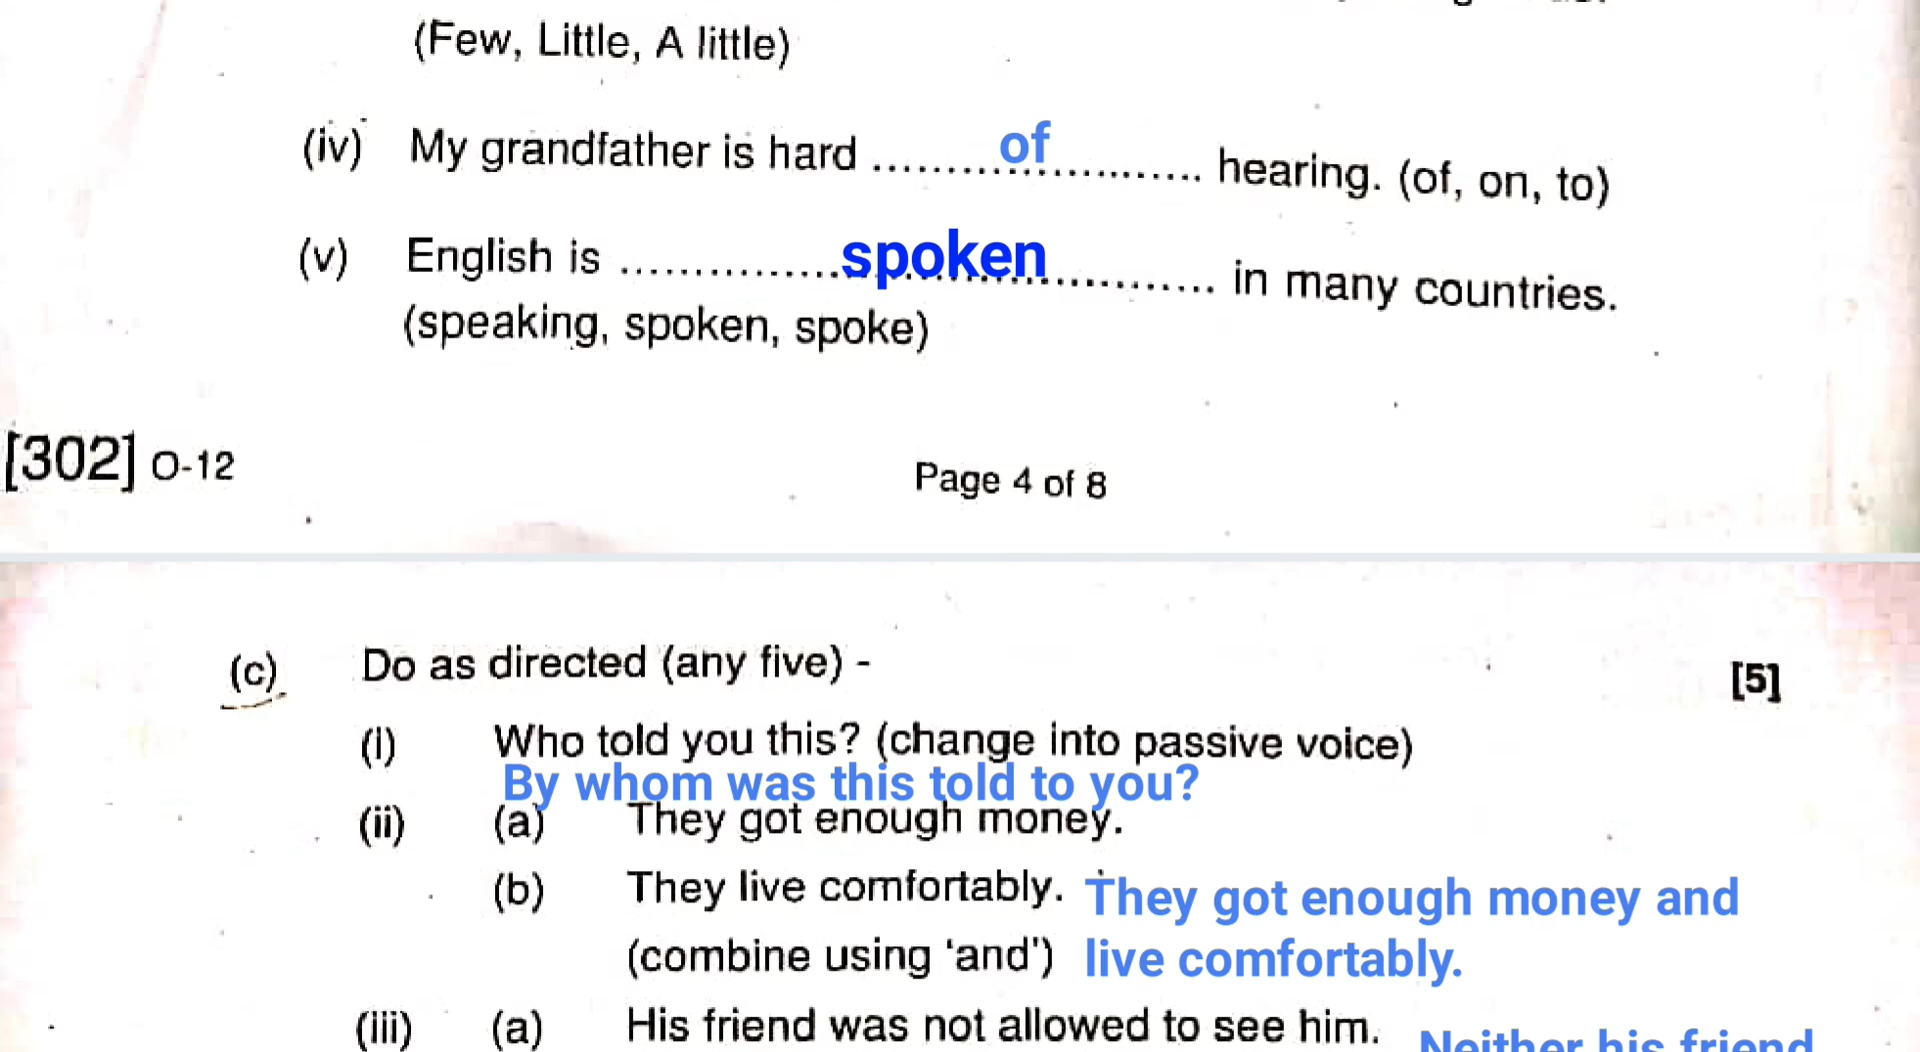 (Few, Little, A little)
(iv) My grandfather is hard ........of............. hearing. (of, on, to)
(v) English is ...............spoken............ in many countries.
(speaking, spoken, spoke)
[302] O-12 Page 4 of 8
(c) Do as directed (any five) - [5]
(i) Who told you this? (change into passive voice)
By whom was this told to you?
(ii) (a) They got enough money.
(b) They live comfortably. They got enough money and
(combine using 'and') live comfortably.
(iii) (a) His friend was not allowed to see him. Neither his friend